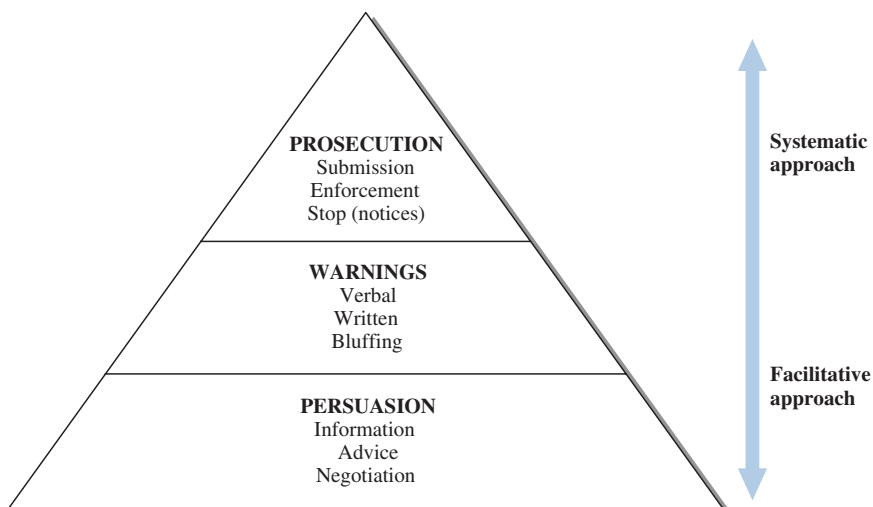 PROSECUTION
Submission
Enforcement
Stop (notices)
WARNINGS
Verbal
Written
Bluffing
PERSUASION
Information
Advice
Negotiation
Systematic
approach
Facilitative
approach